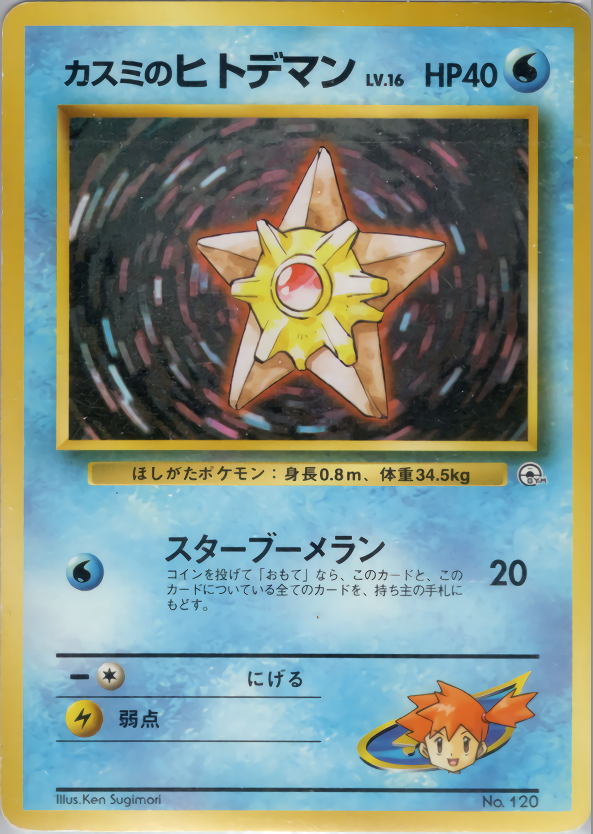 カスミのヒトデマン LV.16 HP40
ほしがたポケモン：身長0.8m、体重34.5kg
GYM
スターブーメラン 20
コインを投げて「おもて」なら、このカードと、この
カードについている全てのカードを、持ち主の手札に
もどす。
にげる
弱点
Illus.Ken Sugimori No.120